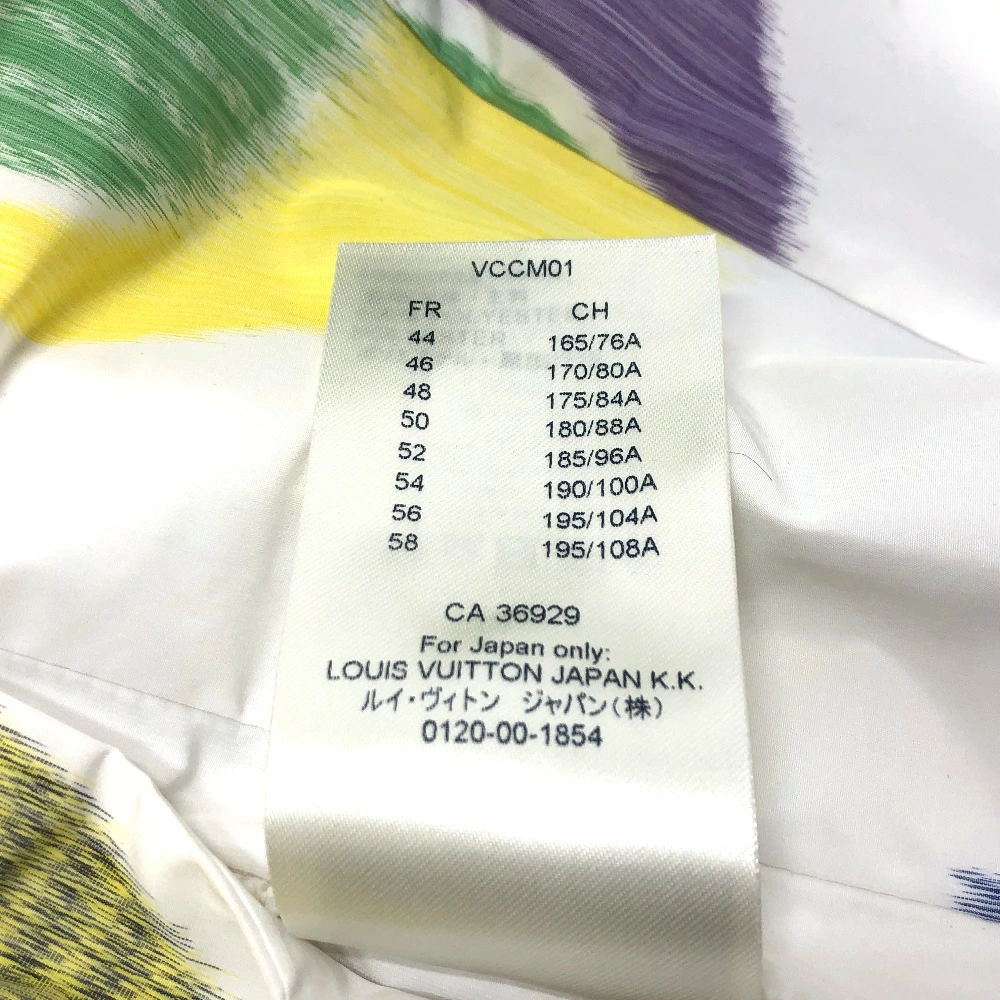 VCCM01
FR CH
44 165/76A
46 170/80A
48 175/84A
50 180/88A
52 185/96A
54 190/100A
56 195/104A
58 195/108A
CA 36929
For Japan only:
LOUIS VUITTON JAPAN K.K.
ルイ・ヴィトン ジャパン(株)
0120-00-1854